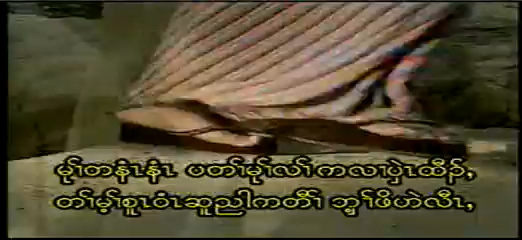 မုၢ်တနံၤနံၤ ပတၢ်မုၢ်လၢ်ကလၢပှဲၤထီၣ်,
တၢ်မ့ၢ်စူၤဝံၤဆူညါကတိၢ် ဘၠၢ်ဖိဟဲလီၤ,